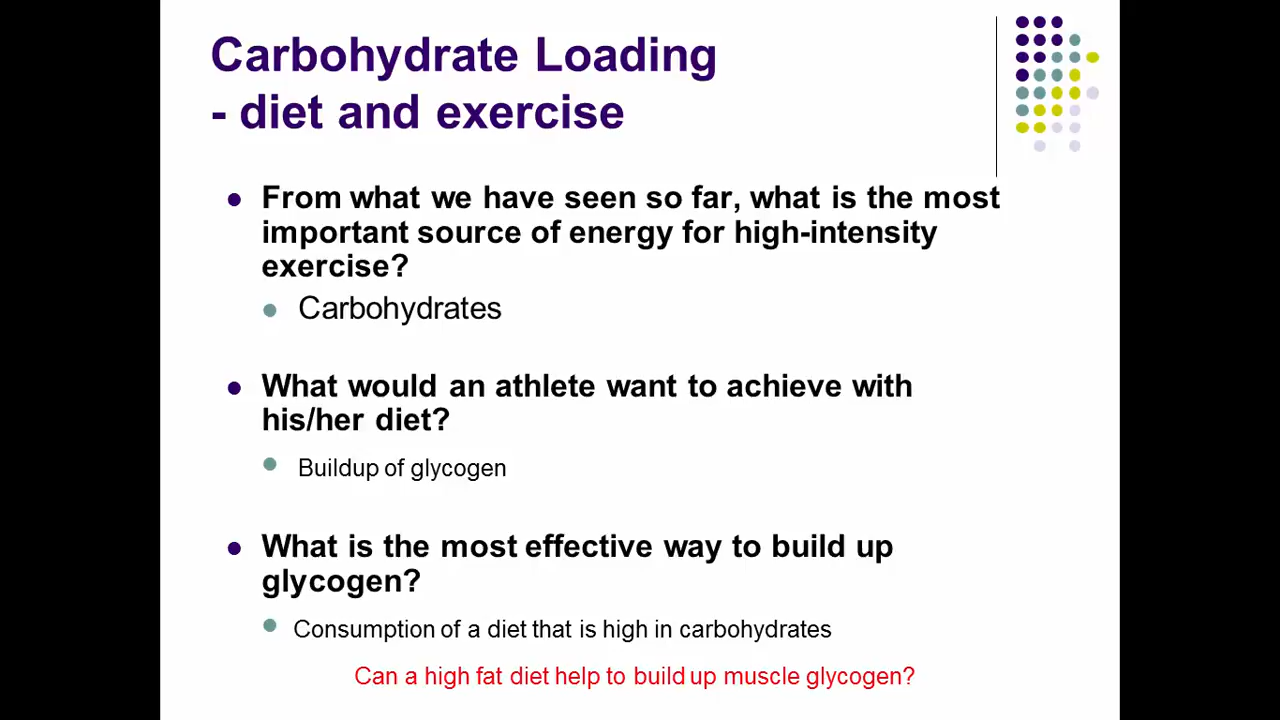 Carbohydrate Loading
- diet and exercise
From what we have seen so far, what is the most
important source of energy for high-intensity
exercise?
Carbohydrates
What would an athlete want to achieve with
his/her diet?
Buildup of glycogen
What is the most effective way to build up
glycogen?
Consumption of a diet that is high in carbohydrates
Can a high fat diet help to build up muscle glycogen?